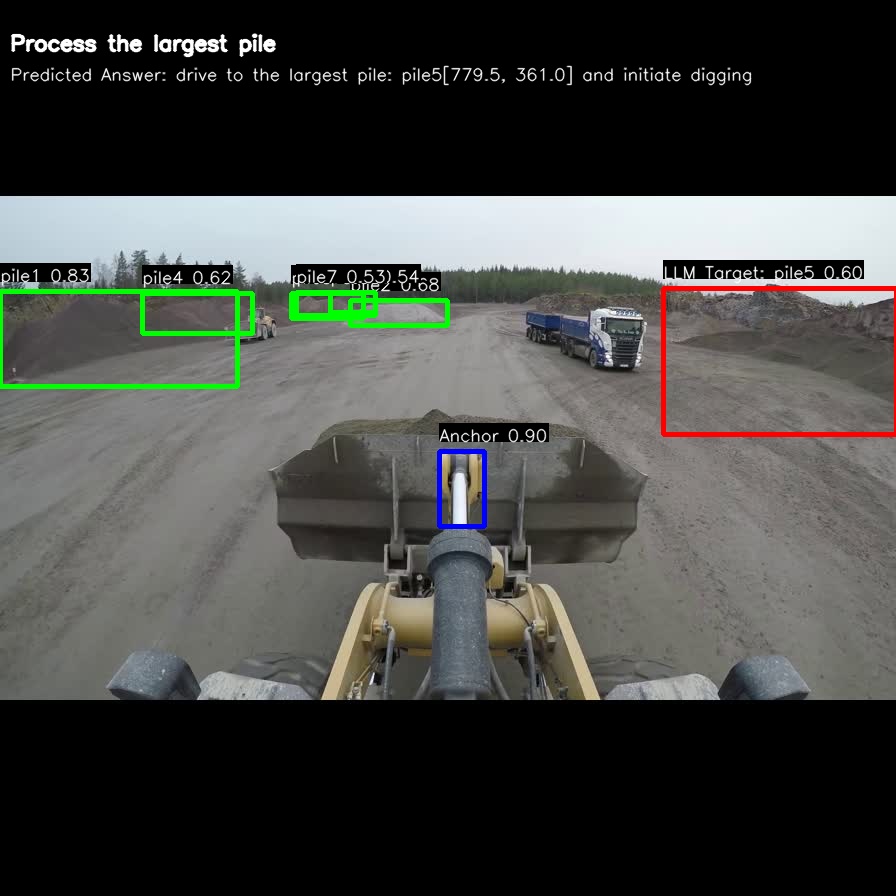 Process the largest pile
Predicted Answer: drive to the largest pile: pile5[779.5, 361.0] and initiate digging
pile1 0.83
pile4 0.62
pile7 0.53).54
pile2 0.68
LLM Target: pile5 0.60
Anchor 0.90